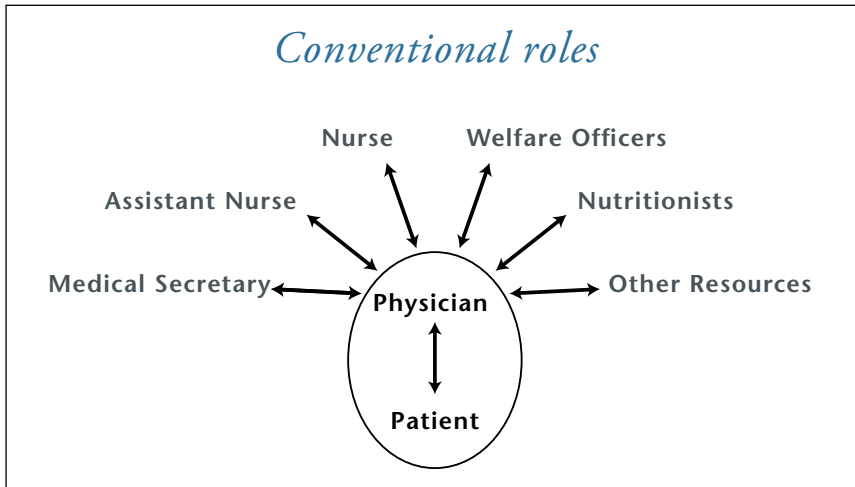 Conventional roles
Nurse
Welfare Officers
Assistant Nurse
Nutritionists
Medical Secretary
Other Resources
Physician
Patient